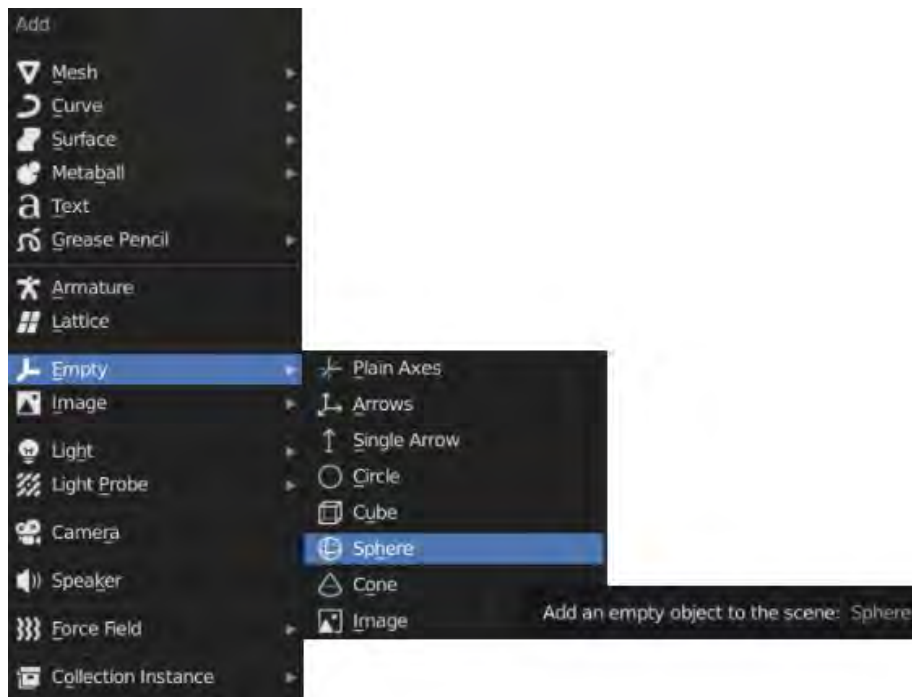 Add
Mesh
Curve
Surface
Metaball
Text
Grease Pencil
Armature
Lattice
Empty
Image
Light
Light Probe
Camera
Speaker
Force Field
Collection Instance
Plain Axes
Arrows
Single Arrow
Circle
Cube
Sphere
Cone
Image
Add an empty object to the scene: Sphere